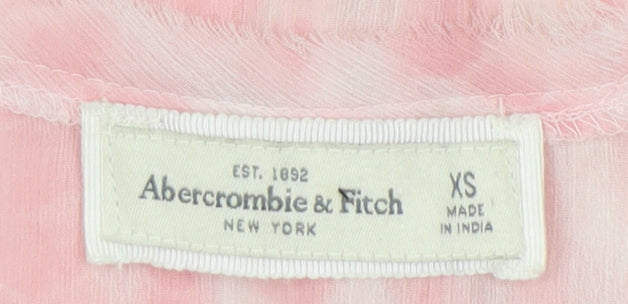 EST. 1892
Abercrombie & Fitch
NEW YORK
XS
MADE
IN INDIA